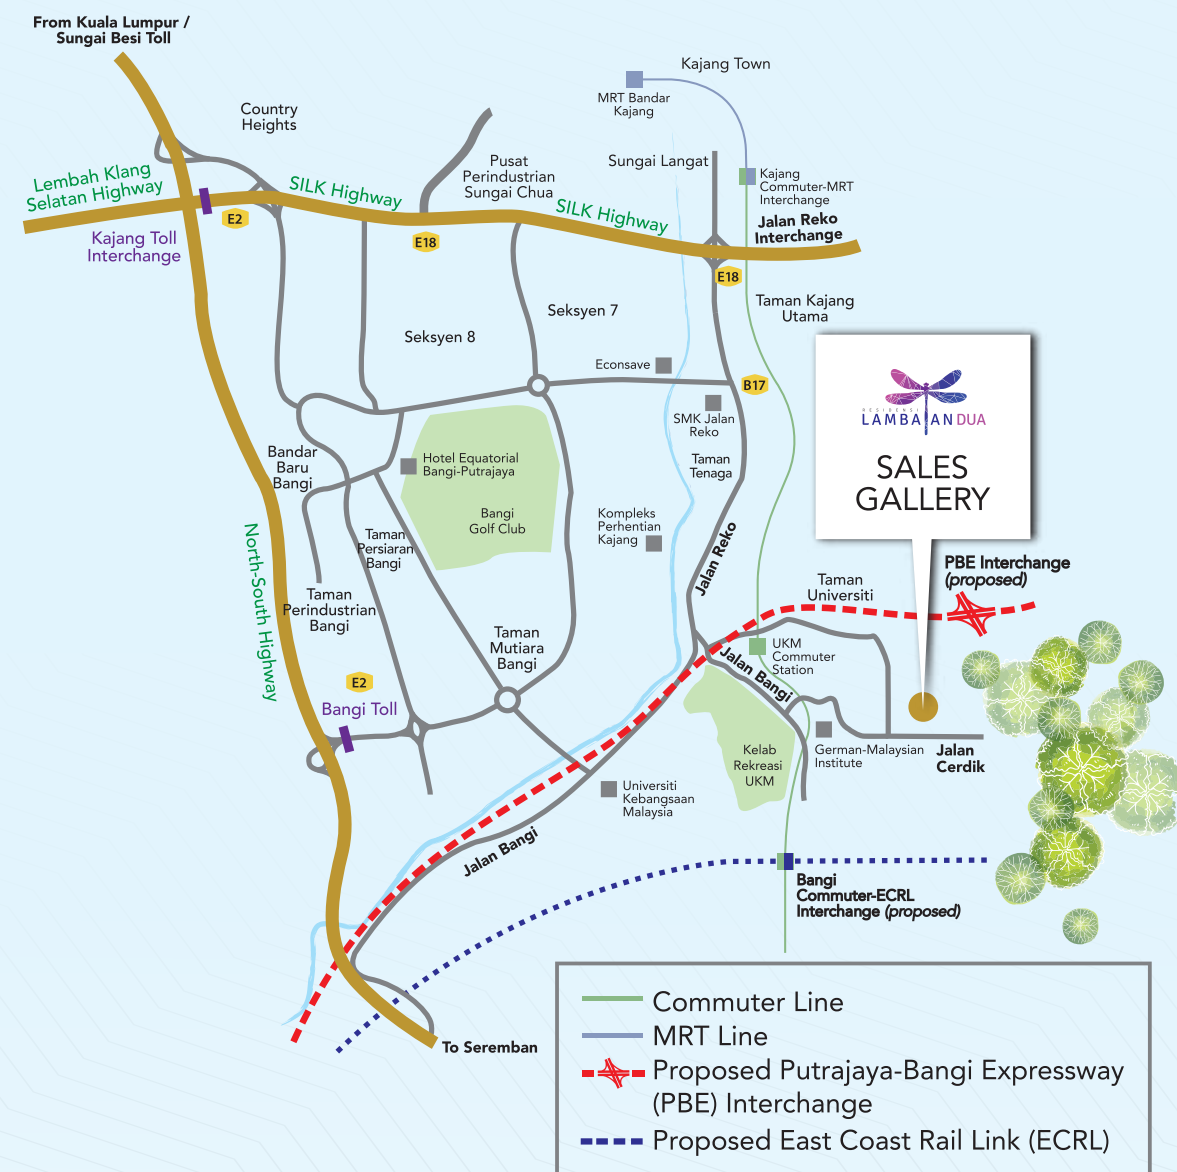 From Kuala Lumpur /
Sungai Besi Toll
Kajang Town
MRT Bandar
Kajang
Country
Heights
Pusat
Perindustrian
Sungai Chua
Sungai Langat
Kajang
Commuter-MRT
Interchange
Lembah Klang
Selatan Highway
SILK Highway
SILK Highway
Jalan Reko
Interchange
E2
Kajang Toll
Interchange
E18
E18
Taman Kajang
Utama
Seksyen 7
Seksyen 8
Econsave
B17
SMK Jalan
Reko
RESIDENSI
LAMBAIAN DUA
SALES
GALLERY
Bandar
Baru
Bangi
Hotel Equatorial
Bangi-Putrajaya
Taman
Tenaga
Bangi
Golf Club
Kompleks
Perhentian
Kajang
Taman
Persiaran
Bangi
Jalan Reko
North-South Highway
PBE Interchange
(proposed)
Taman
Universiti
Taman
Perindustrian
Bangi
Taman
Mutiara
Bangi
UKM
Commuter
Station
Jalan Bangi
E2
Bangi Toll
Kelab
Rekreasi
UKM
German-Malaysian
Institute
Jalan
Cerdik
Universiti
Kebangsaan
Malaysia
Jalan Bangi
Bangi
Commuter-ECRL
Interchange (proposed)
To Seremban
Commuter Line
MRT Line
Proposed Putrajaya-Bangi Expressway
(PBE) Interchange
Proposed East Coast Rail Link (ECRL)